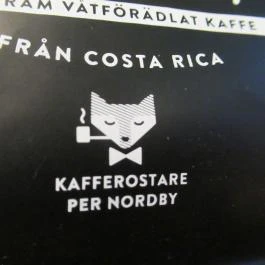 RAM VÅTFÖRÄDLAT KAFFE
FRÅN COSTA RICA
KAFFEROSTARE
PER NORDBY